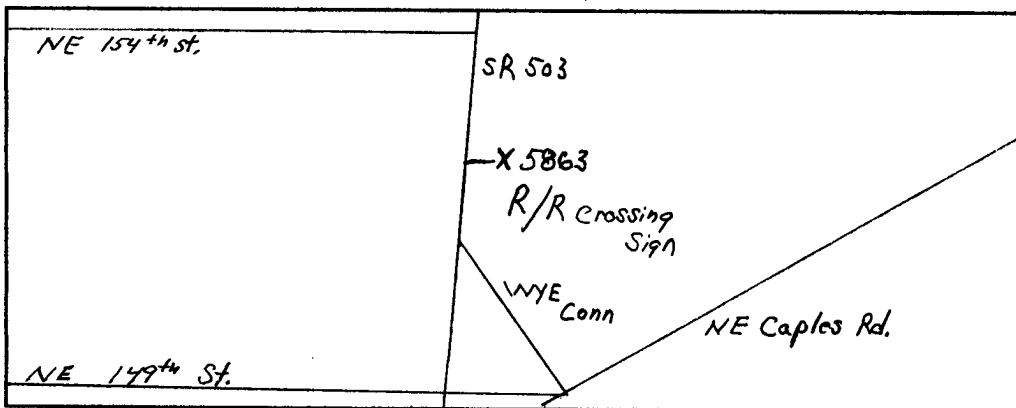 NE 154th st.
SR 503
X 5863
R/R Crossing
Sign
WYE
Conn
NE Caples Rd.
NE 149th St.